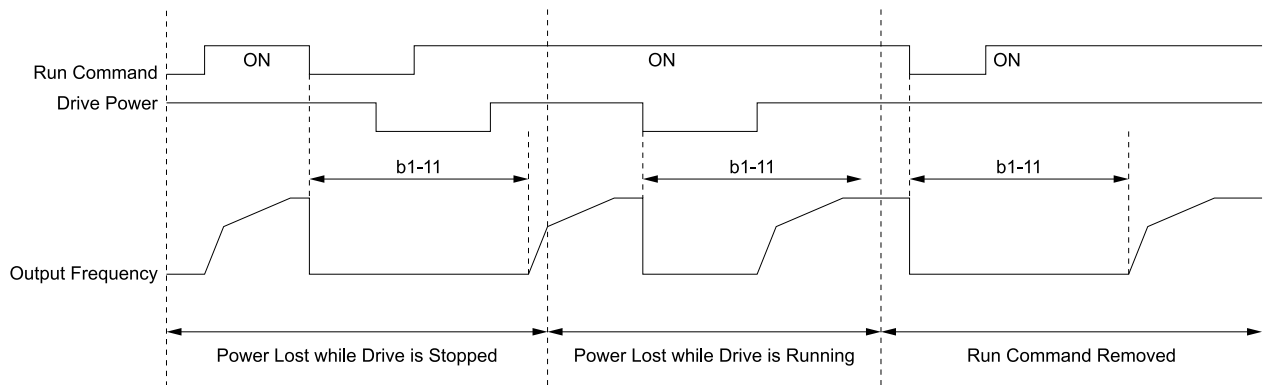 Run Command
ON
ON
ON
Drive Power
b1-11
b1-11
b1-11
Output Frequency
Power Lost while Drive is Stopped
Power Lost while Drive is Running
Run Command Removed